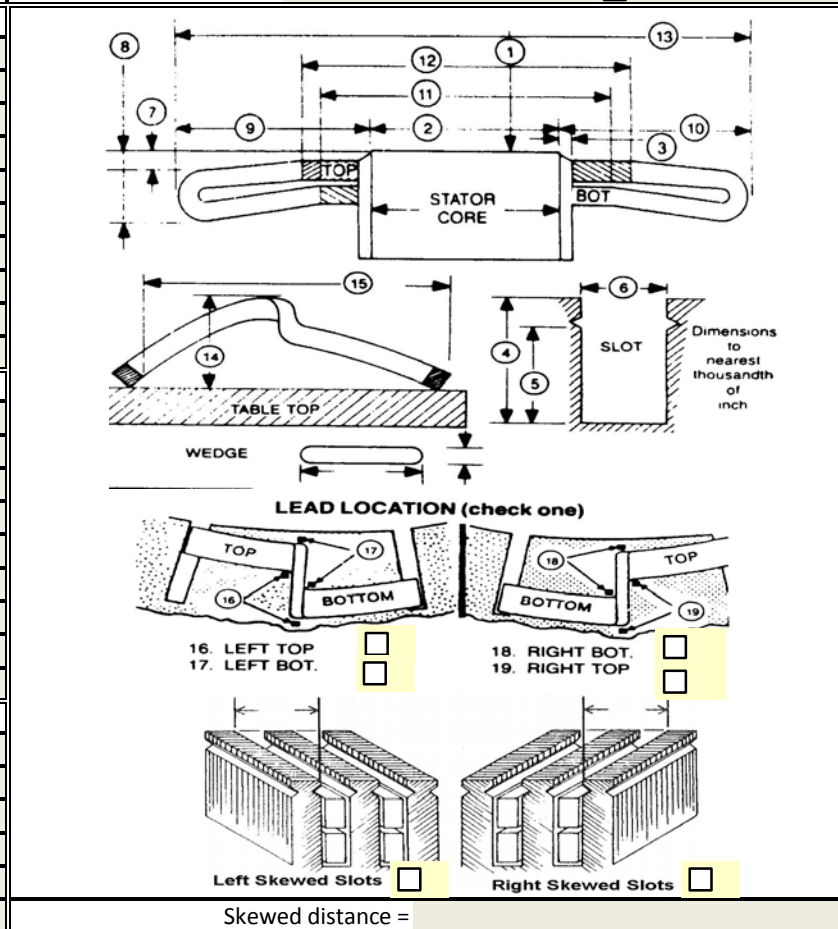 8
1
13
12
7
11
9
2
10
3
TOP
STATOR
CORE
BOT
15
6
14
4
5
SLOT
Dimensions
to
nearest
thousandth
of
inch
TABLE TOP
WEDGE
LEAD LOCATION (check one)
TOP
17
16
BOTTOM
18
TOP
BOTTOM
19
16. LEFT TOP
17. LEFT BOT.
18. RIGHT BOT.
19. RIGHT TOP
Left Skewed Slots
Right Skewed Slots
Skewed distance =